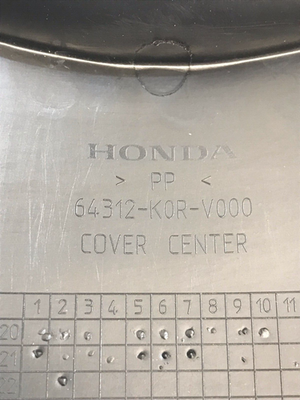 HONDA
> PP <
64312-K0R-V000
COVER CENTER
1 2 3 4 5 6 7 8 9 10 11
20
21
22